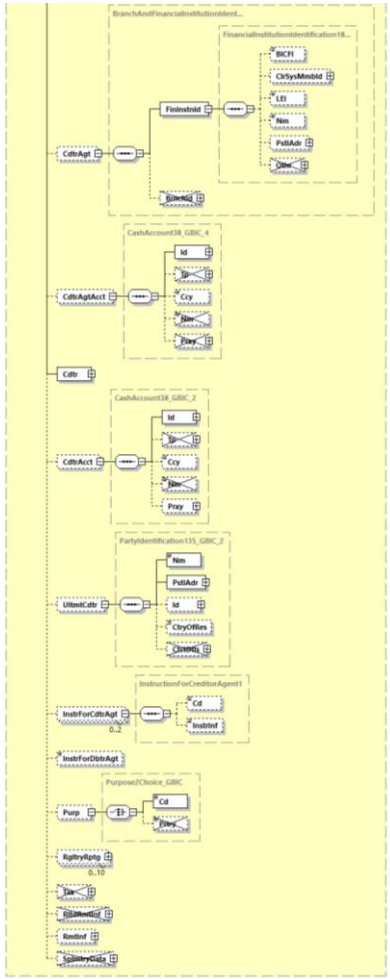 BranchAndFinancialInstitutionIdent...
FinancialInstitutionIdentification18...
BICFI
ClrSysMmbId
LEI
FinInstnId
Nm
PstlAdr
Othr
CdtrAgt
BrnchId
CashAccount38_GBIC_4
Id
Tp
CdtrAgtAcct
Ccy
Nm
Prxy
Cdtr
CashAccount38_GBIC_2
Id
Tp
CdtrAcct
Ccy
Nm
Prxy
PartyIdentification135_GBIC_2
Nm
PstlAdr
UltmtCdtr
Id
CtryOfRes
CtctDtls
InstructionForCreditorAgent1
Cd
InstrForCdtrAgt
InstrInf
0..2
InstrForDbtrAgt
Purpose2Choice_GBIC
Cd
Purp
Prtry
RgltryRptg
0..10
Tax
RltdRmtInf
RmtInf
SplmtryData